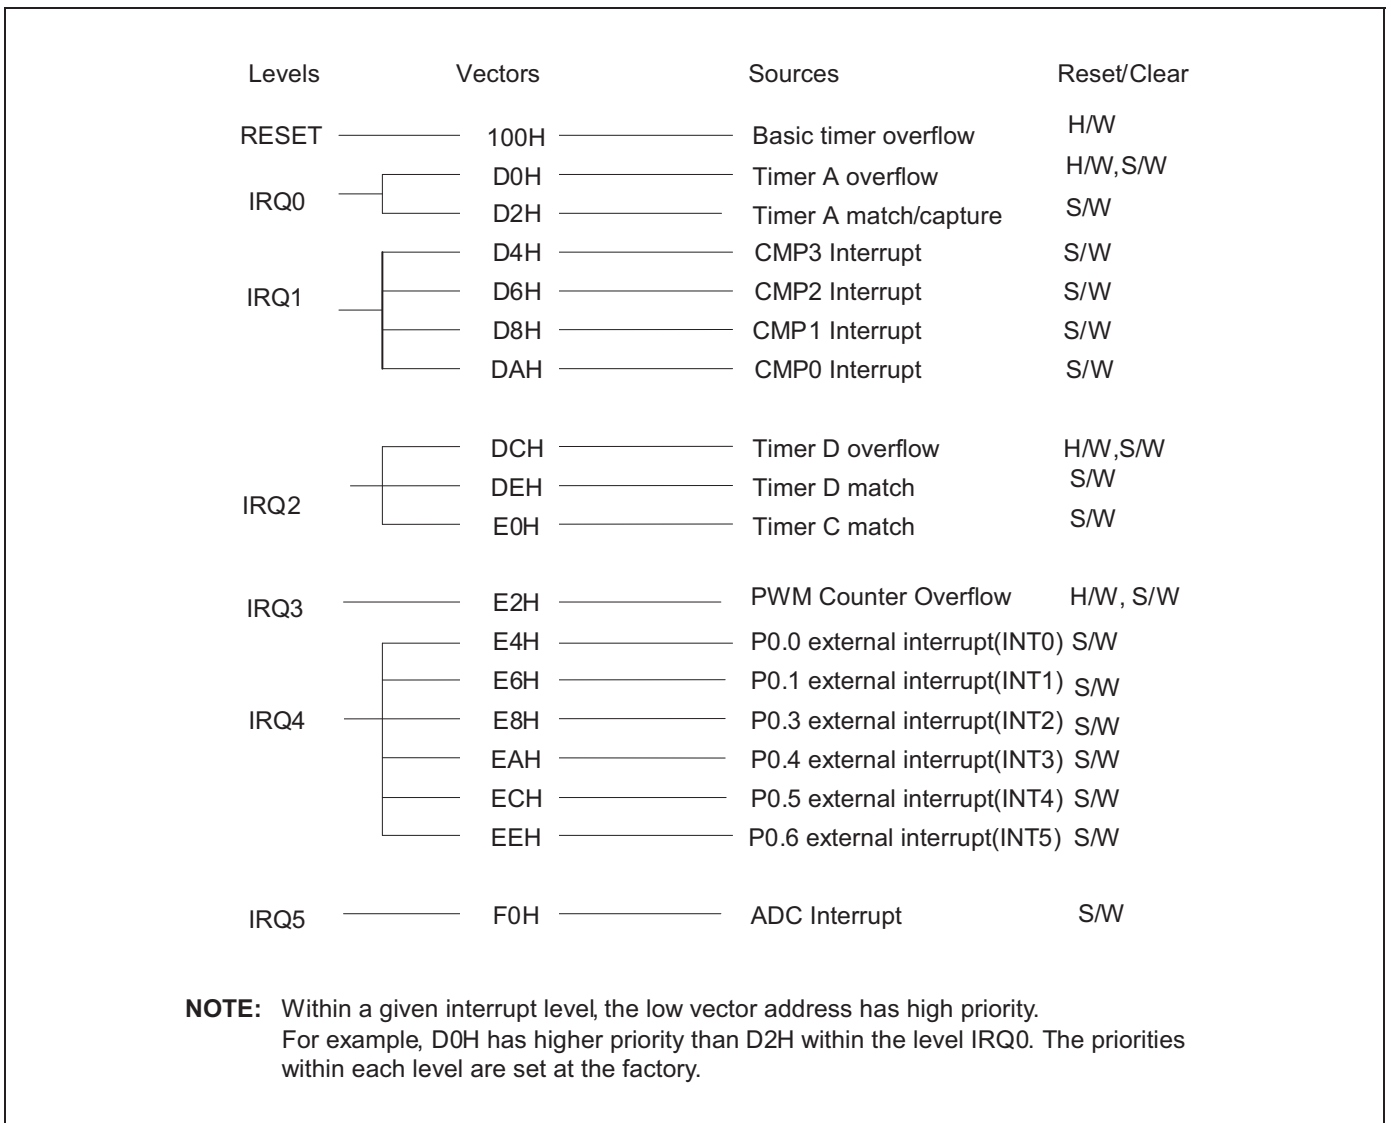 Levels Vectors Sources Reset/Clear
RESET 100H Basic timer overflow H/W
IRQ0 D0H Timer A overflow H/W,S/W
D2H Timer A match/capture S/W
IRQ1 D4H CMP3 Interrupt S/W
D6H CMP2 Interrupt S/W
D8H CMP1 Interrupt S/W
DAH CMP0 Interrupt S/W
IRQ2 DCH Timer D overflow H/W,S/W
DEH Timer D match S/W
E0H Timer C match S/W
IRQ3 E2H PWM Counter Overflow H/W, S/W
IRQ4 E4H P0.0 external interrupt(INT0) S/W
E6H P0.1 external interrupt(INT1) S/W
E8H P0.3 external interrupt(INT2) S/W
EAH P0.4 external interrupt(INT3) S/W
ECH P0.5 external interrupt(INT4) S/W
EEH P0.6 external interrupt(INT5) S/W
IRQ5 F0H ADC Interrupt S/W
NOTE: Within a given interrupt level, the low vector address has high priority.
For example, D0H has higher priority than D2H within the level IRQ0. The priorities
within each level are set at the factory.